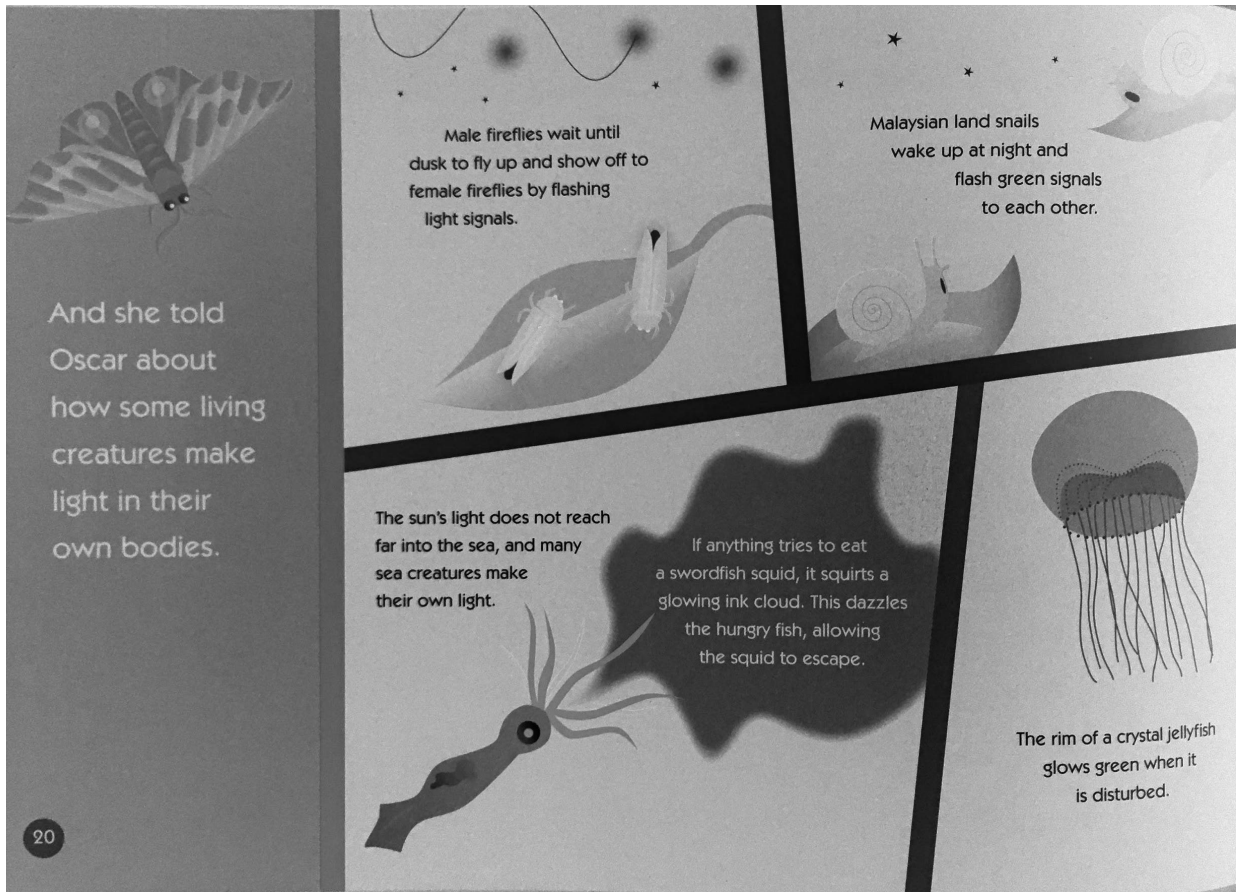 And she told
Oscar about
how some living
creatures make
light in their
own bodies.
20
Male fireflies wait until
dusk to fly up and show off to
female fireflies by flashing
light signals.
Malaysian land snails
wake up at night and
flash green signals
to each other.
The sun's light does not reach
far into the sea, and many
sea creatures make
their own light.
If anything tries to eat
a swordfish squid, it squirts a
glowing ink cloud. This dazzles
the hungry fish, allowing
the squid to escape.
The rim of a crystal jellyfish
glows green when it
is disturbed.